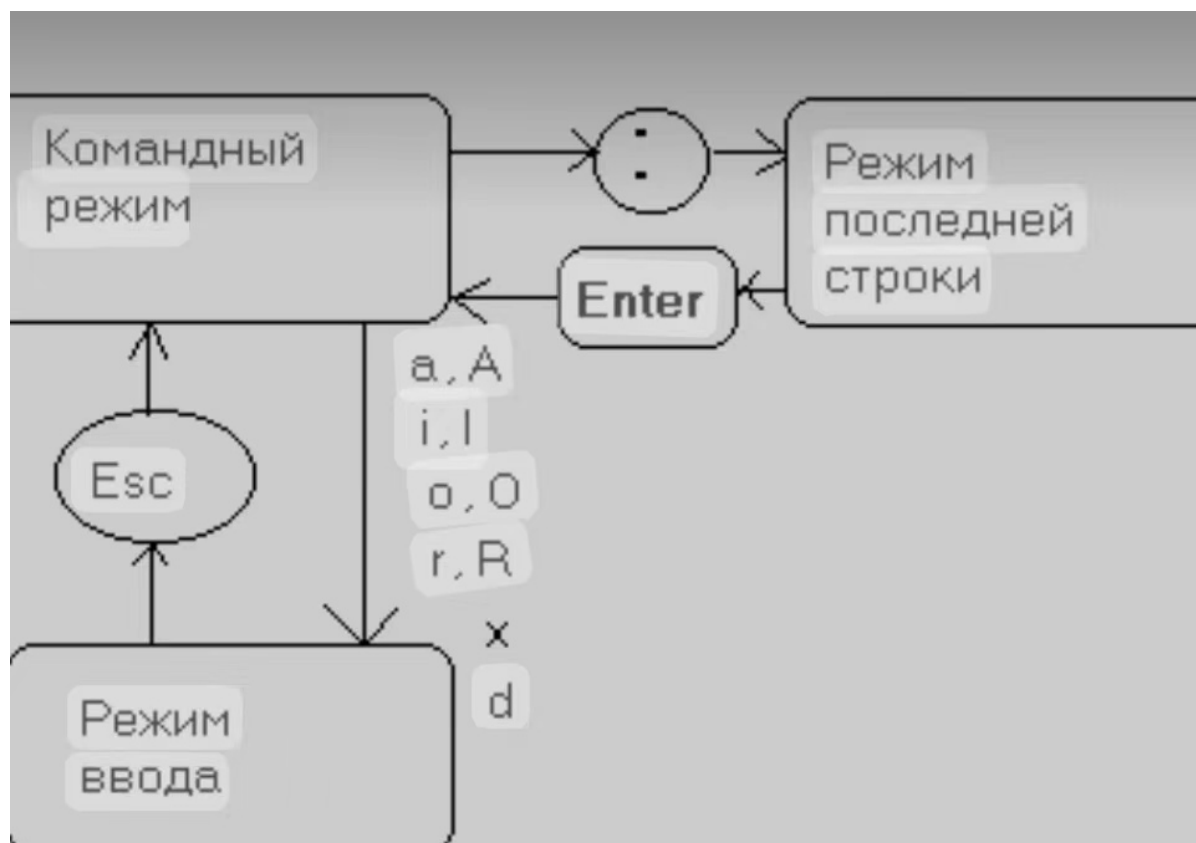 Командный
режим
:
Режим
последней
строки
Enter
a, A
i, I
o, O
r, R
x
d
Esc
Режим
ввода